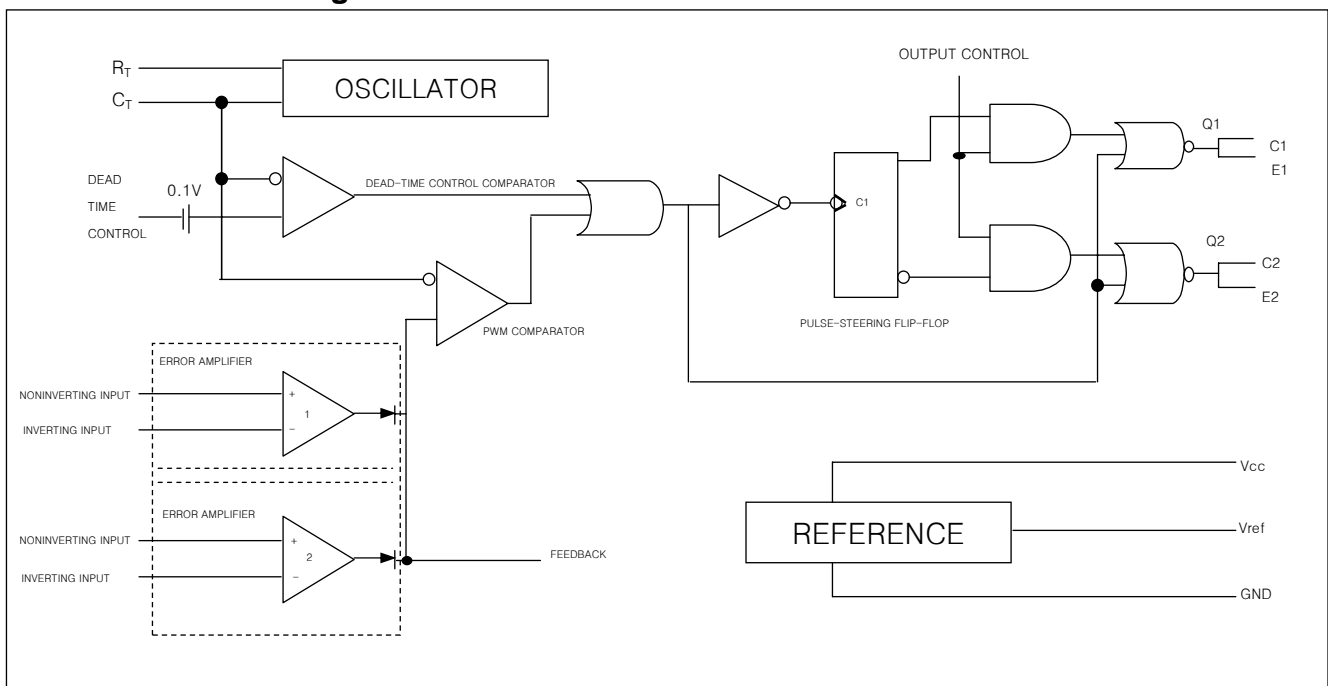 OUTPUT CONTROL
RT
OSCILLATOR
CT
Q1
C1
E1
DEAD
TIME
CONTROL
0.1V
DEAD-TIME CONTROL COMPARATOR
C1
Q2
C2
E2
PWM COMPARATOR
PULSE-STEERING FLIP-FLOP
ERROR AMPLIFIER
NONINVERTING INPUT
+
1
INVERTING INPUT
−
ERROR AMPLIFIER
NONINVERTING INPUT
+
2
INVERTING INPUT
−
FEEDBACK
Vcc
REFERENCE
Vref
GND